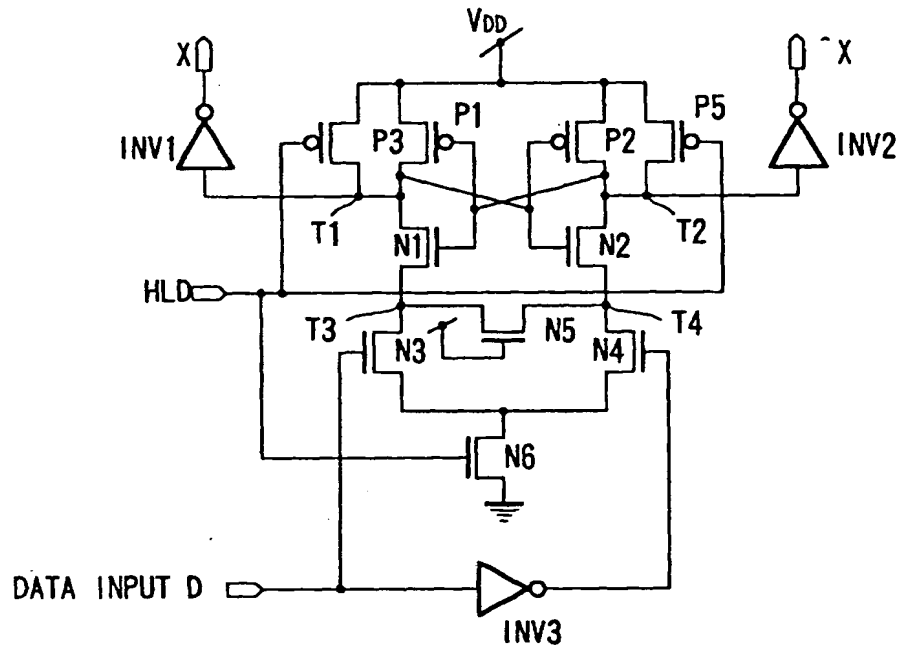 VDD
X
‾X
P1
P5
INV1
P3
P2
INV2
T1
N1
N2
T2
HLD
T3
N3
N5
N4
T4
N6
DATA INPUT D
INV3